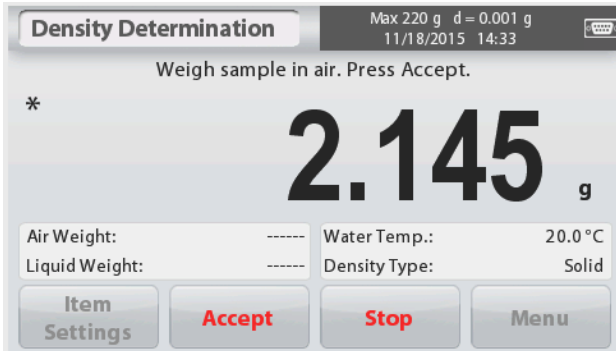 Density Determination
Max 220 g d = 0.001 g
11/18/2015 14:33
Weigh sample in air. Press Accept.
*
2.145 g
Air Weight: ------ Water Temp.: 20.0 °C
Liquid Weight: ------ Density Type: Solid
Item Settings
Accept
Stop
Menu